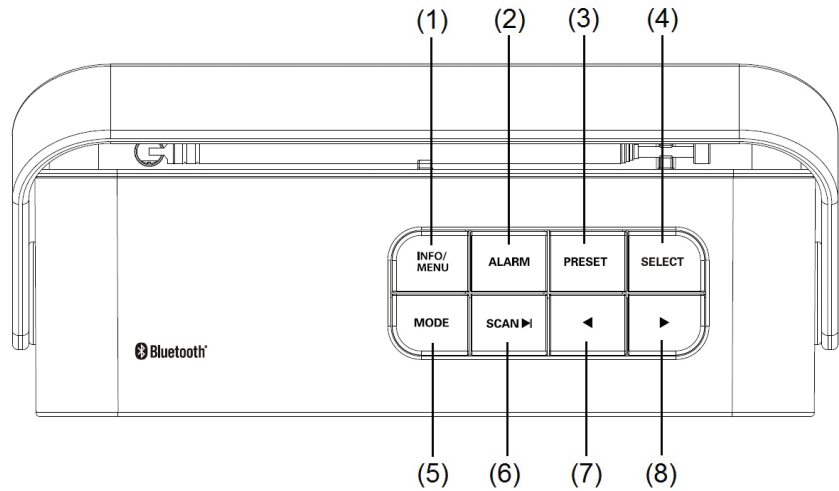 (1) (2) (3) (4)
INFO/
MENU
ALARM PRESET SELECT
MODE SCAN ▶| ◀ ▶
Bluetooth®
(5) (6) (7) (8)